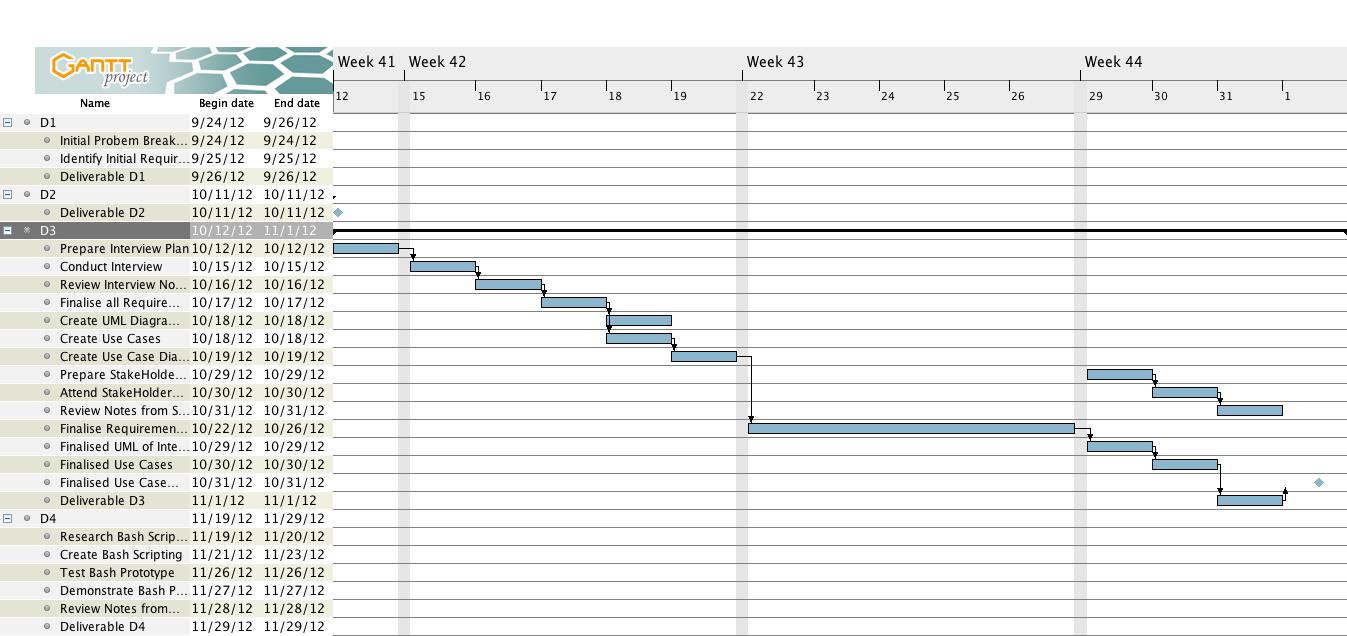 GANTT project
Week 41 Week 42 Week 43 Week 44
12 15 16 17 18 19 22 23 24 25 26 29 30 31 1
Name Begin date End date
D1 9/24/12 9/26/12
Initial Probem Break... 9/24/12 9/24/12
Identify Initial Requir... 9/25/12 9/25/12
Deliverable D1 9/26/12 9/26/12
D2 10/11/12 10/11/12
Deliverable D2 10/11/12 10/11/12
D3 10/12/12 11/1/12
Prepare Interview Plan 10/12/12 10/12/12
Conduct Interview 10/15/12 10/15/12
Review Interview No... 10/16/12 10/16/12
Finalise all Require... 10/17/12 10/17/12
Create UML Diagra... 10/18/12 10/18/12
Create Use Cases 10/18/12 10/18/12
Create Use Case Dia... 10/19/12 10/19/12
Prepare StakeHolde... 10/29/12 10/29/12
Attend StakeHolder... 10/30/12 10/30/12
Review Notes from S... 10/31/12 10/31/12
Finalise Requiremen... 10/22/12 10/26/12
Finalised UML of Inte... 10/29/12 10/29/12
Finalised Use Cases 10/30/12 10/30/12
Finalised Use Case... 10/31/12 10/31/12
Deliverable D3 11/1/12 11/1/12
D4 11/19/12 11/29/12
Research Bash Scrip... 11/19/12 11/20/12
Create Bash Scripting 11/21/12 11/23/12
Test Bash Prototype 11/26/12 11/26/12
Demonstrate Bash P... 11/27/12 11/27/12
Review Notes from... 11/28/12 11/28/12
Deliverable D4 11/29/12 11/29/12